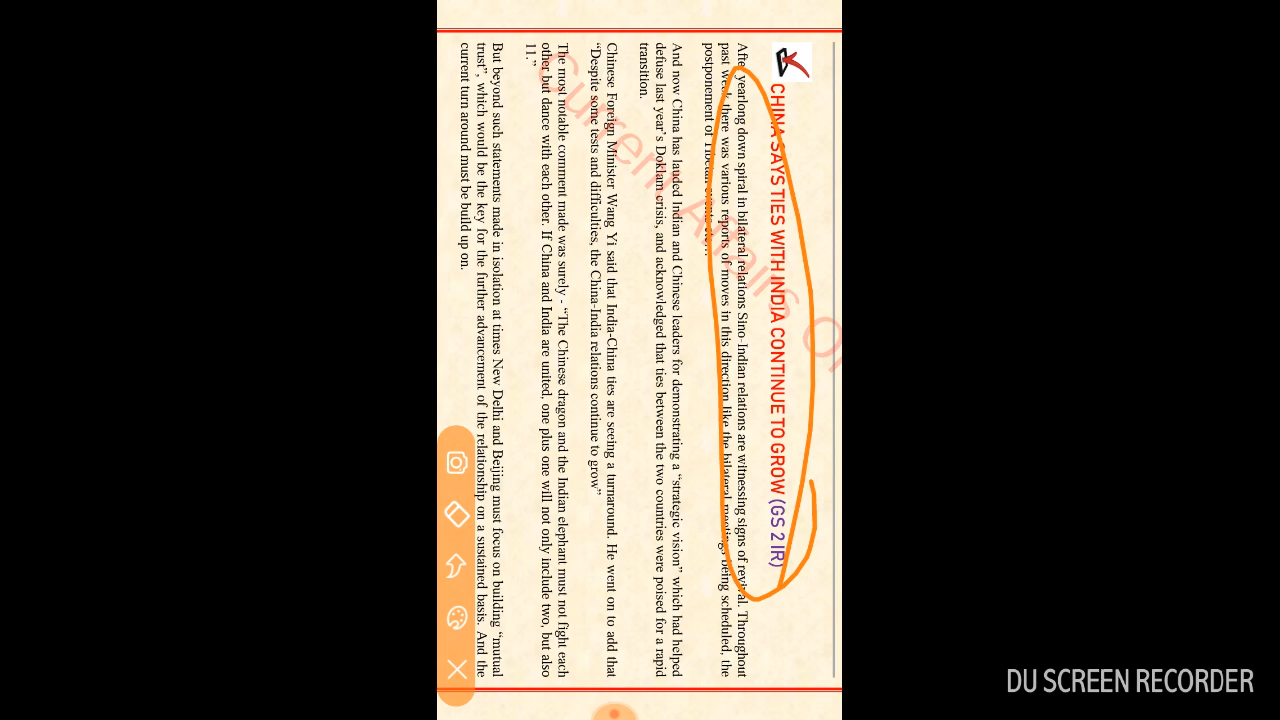 CHINA SAYS TIES WITH INDIA CONTINUE TO GROW (GS 2 IR)
After yearlong down spiral in bilateral relations Sino-Indian relations are witnessing signs of revival. Throughout
past week there was various reports of moves in this direction like the bilateral meetings being scheduled, the
postponement of Tibetan
And now China has lauded Indian and Chinese leaders for demonstrating a “strategic vision” which had helped
defuse last year’s Doklam crisis, and acknowledged that ties between the two countries were poised for a rapid
transition.
Chinese Foreign Minister Wang Yi said that India-China ties are seeing a turnaround. He went on to add that
“Despite some tests and difficulties, the China-India relations continue to grow”
The most notable comment made was surely - “The Chinese dragon and the Indian elephant must not fight each
other but dance with each other. If China and India are united, one plus one will not only include two, but also
11.”
But beyond such statements made in isolation at times New Delhi and Beijing must focus on building “mutual
trust”, which would be the key for the further advancement of the relationship on a sustained basis. And the
current turn around must be build up on.
Current Affairs
DU SCREEN RECORDER